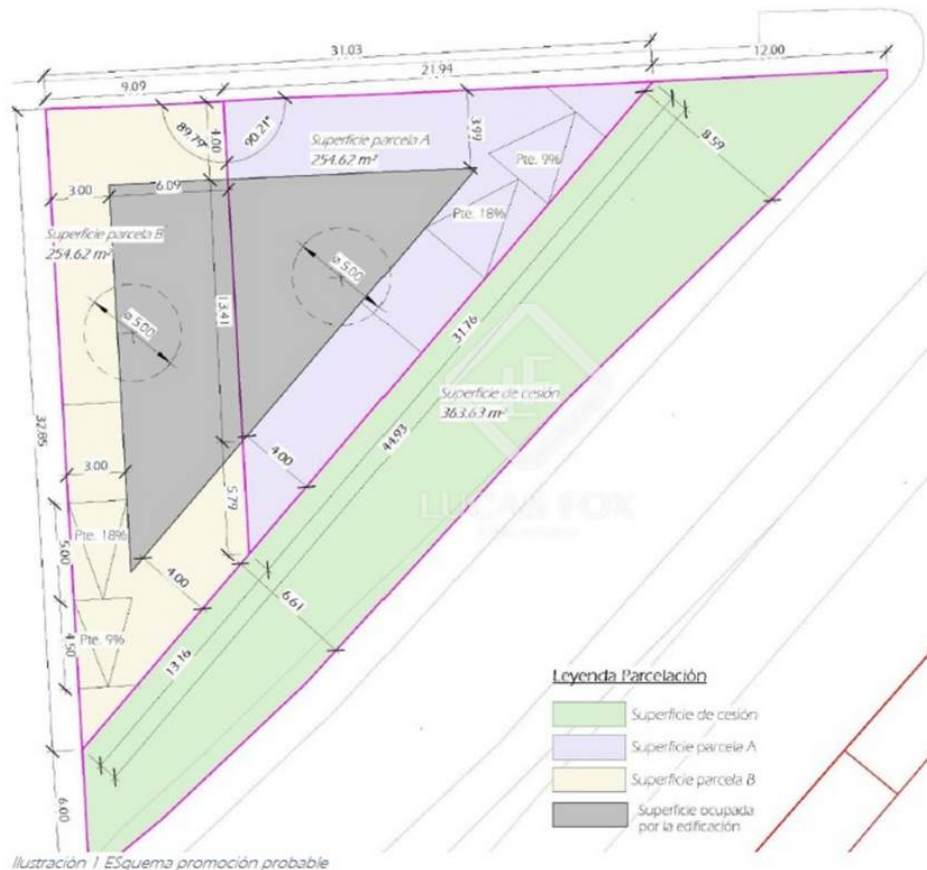 31.03
12.00
9.09
21.94
89.79°
4.00
90.21°
Superficie parcela A
254.62 m²
3.99
8.59
Pte. 9%
3.00
6.09
Pte. 18%
Superficie parcela B
254.62 m²
ø 5.00
ø 5.00
13.41
31.76
Superficie de cesión
363.63 m²
32.85
44.93
3.00
4.00
5.79
LUCAS FOX
Pte. 18%
5.00
4.00
6.61
Pte. 9%
4.50
13.16
6.00
Leyenda Parcelación
Superficie de cesión
Superficie parcela A
Superficie parcela B
Superficie ocupada
por la edificación
Ilustración 1 ESquema promoción probable